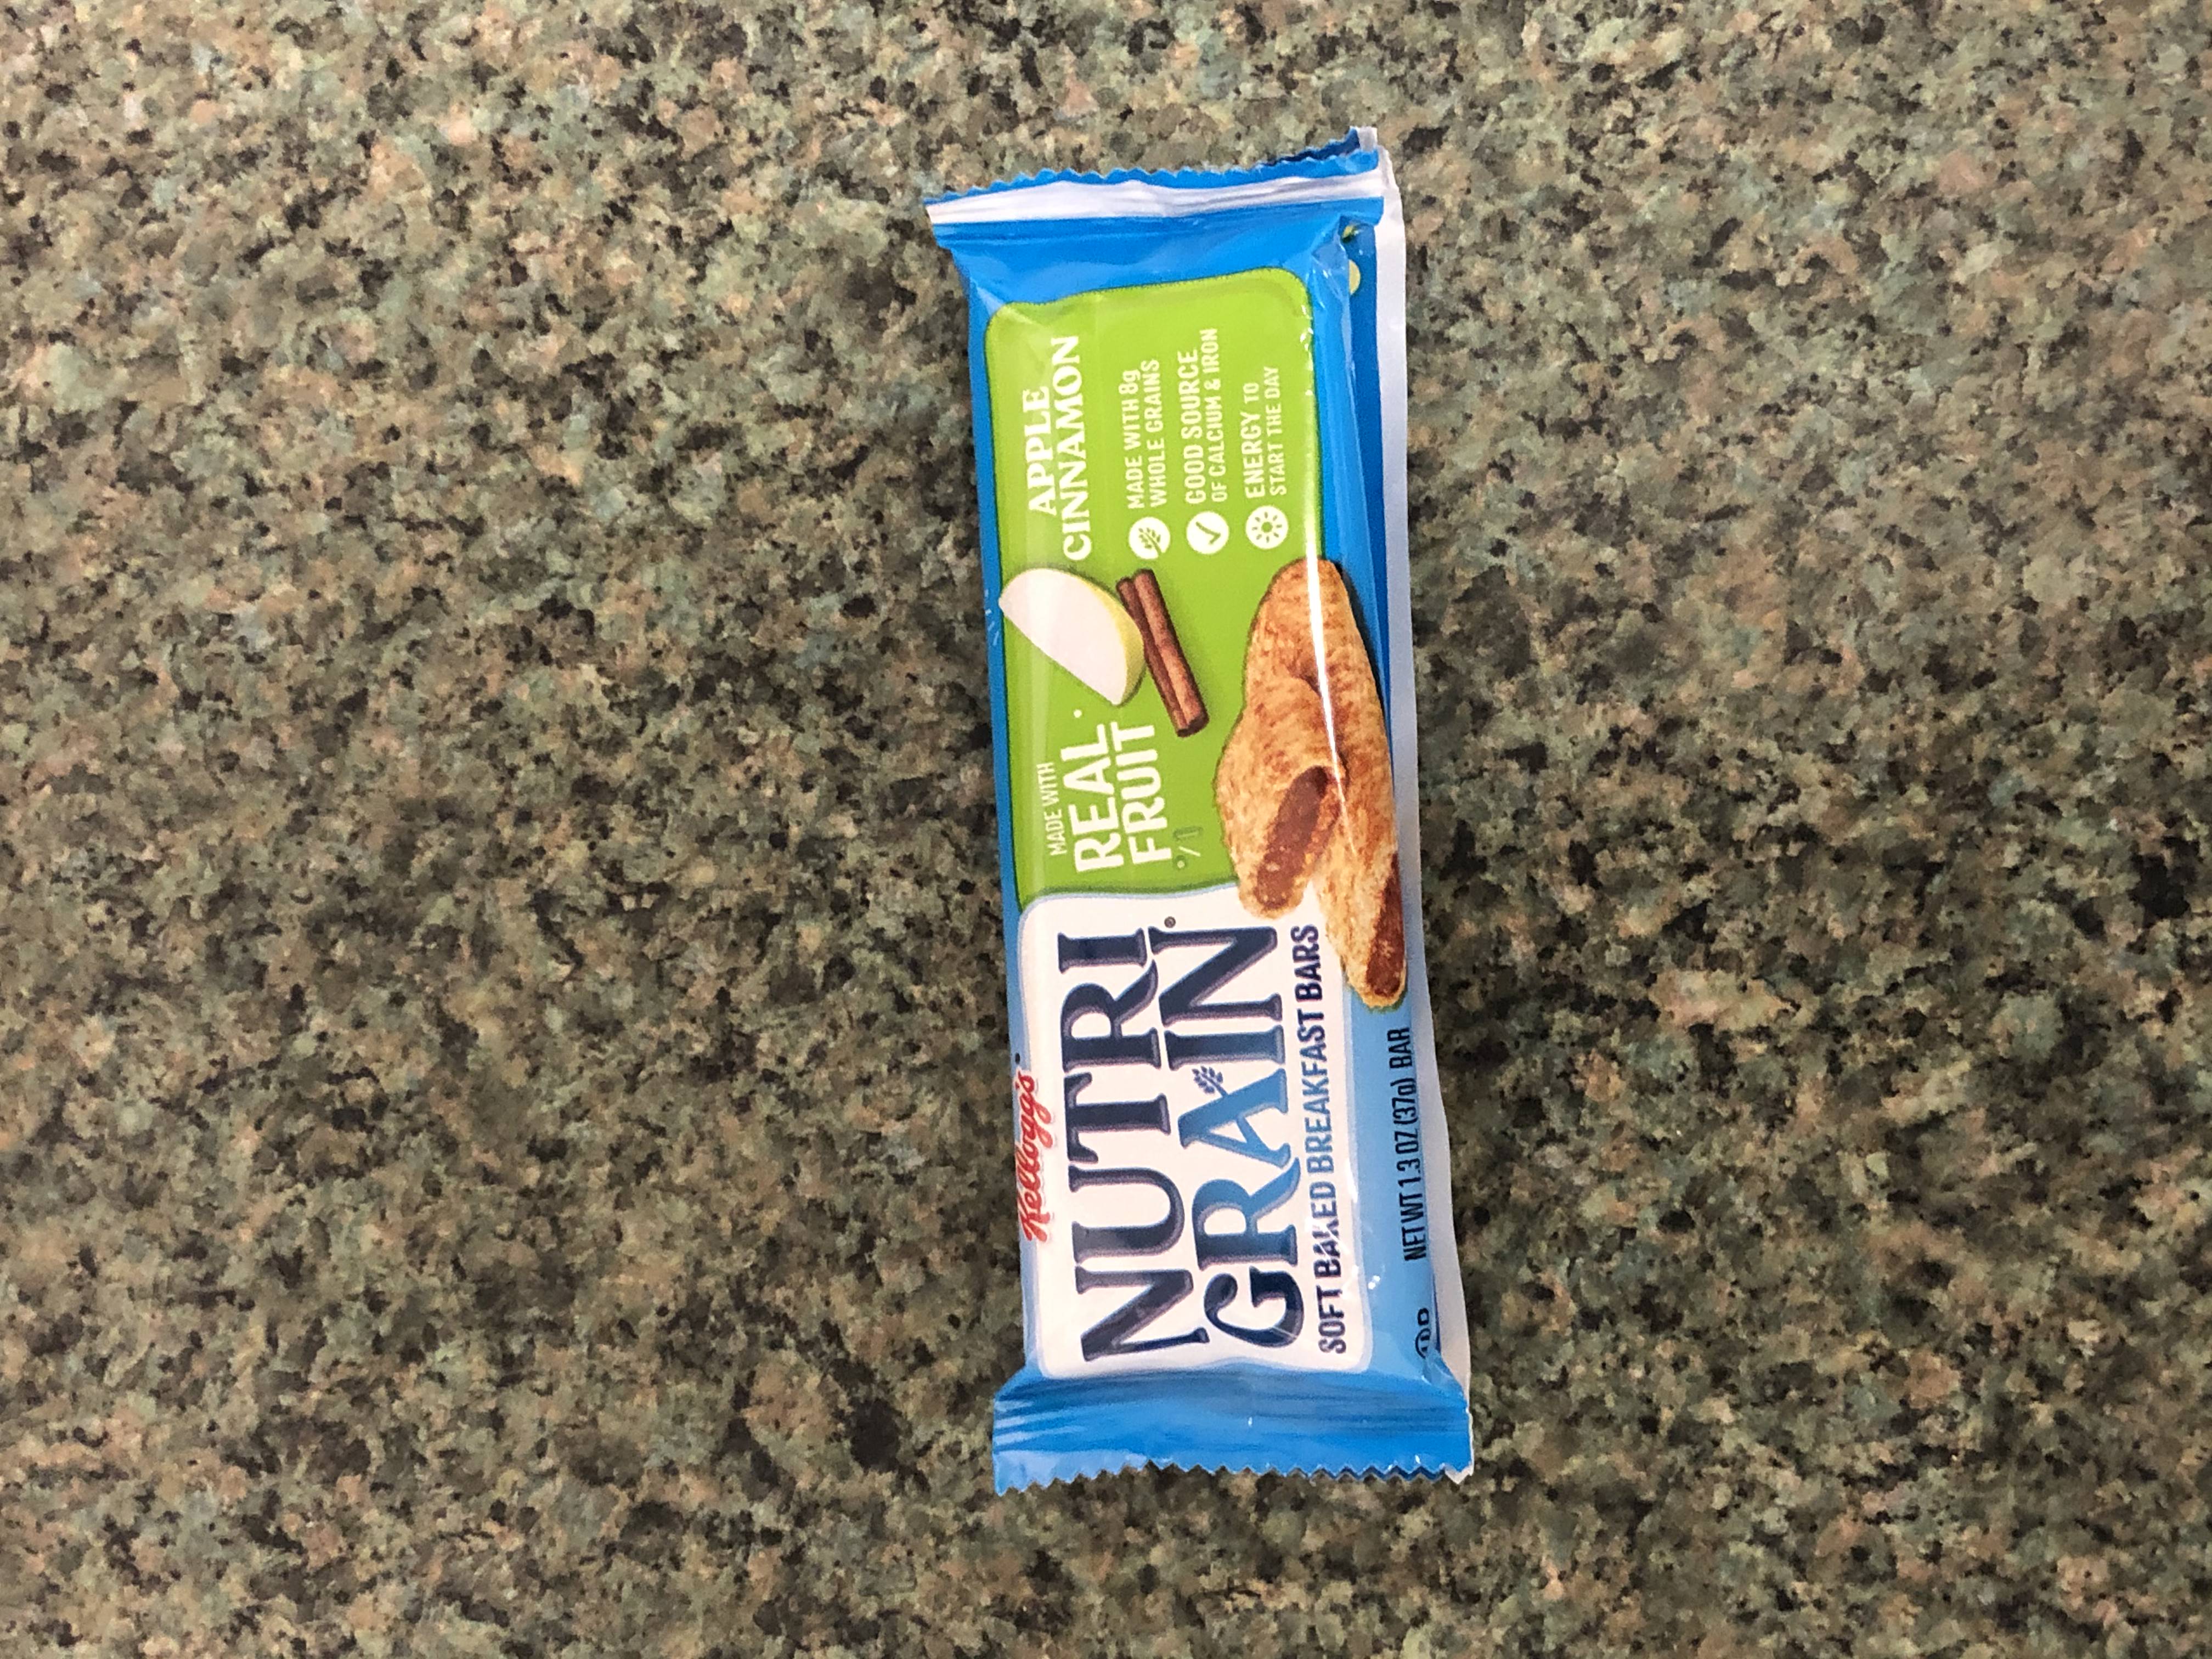 Kellogg's
NUTRI
GRAIN®
SOFT BAKED BREAKFAST BARS
NET WT 1.3 OZ (37g) BAR
MADE WITH
REAL
FRUIT
APPLE
CINNAMON
MADE WITH 8g
WHOLE GRAINS
GOOD SOURCE
OF CALCIUM & IRON
ENERGY TO
START THE DAY